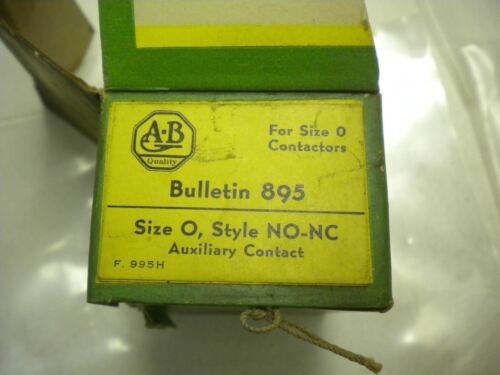 A-B
Quality
For Size 0
Contactors
Bulletin 895
Size O, Style NO-NC
Auxiliary Contact
F. 995H